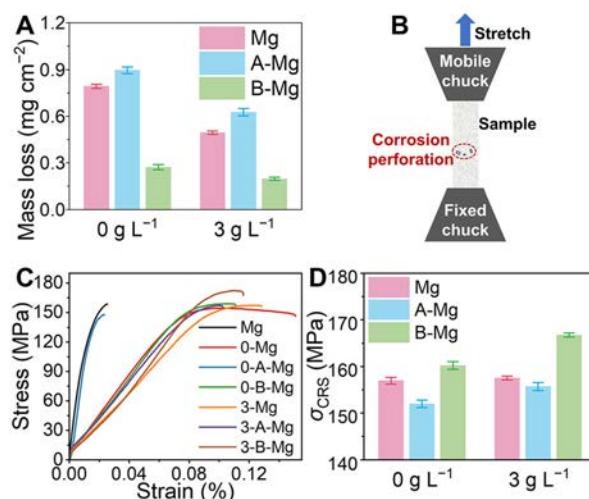 A
Mass loss (mg cm⁻²)
1.2
0.9
0.6
0.3
0.0
Mg
A-Mg
B-Mg
0 g L⁻¹
3 g L⁻¹
B
Stretch
Mobile
chuck
Sample
Corrosion
perforation
Fixed
chuck
C
Stress (MPa)
180
150
120
90
60
30
0
Mg
0-Mg
0-A-Mg
0-B-Mg
3-Mg
3-A-Mg
3-B-Mg
0.00
0.04
0.08
0.12
Strain (%)
D
σCRS (MPa)
180
170
160
150
140
Mg
A-Mg
B-Mg
0 g L⁻¹
3 g L⁻¹